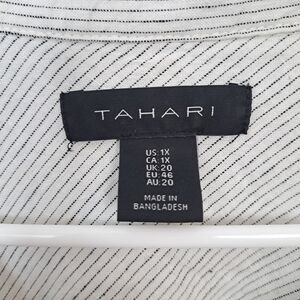 TAHARI
US: 1X
CA: 1X
UK: 20
EU: 46
AU: 20
MADE IN
BANGLADESH